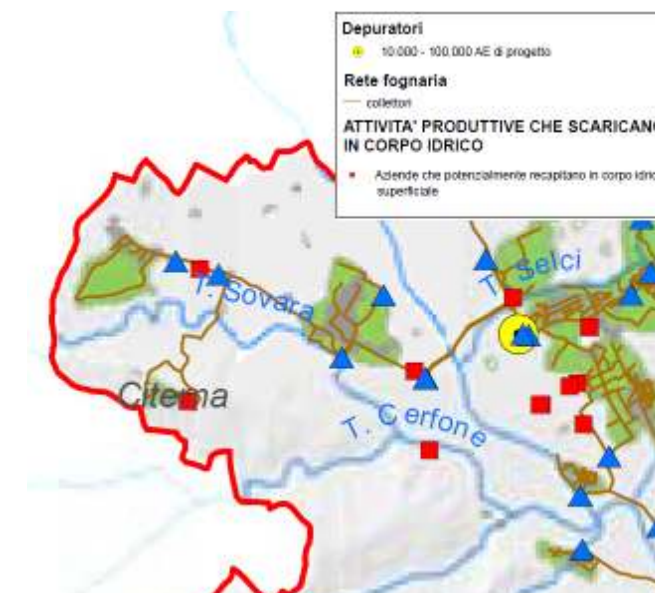 Depuratori
10.000 - 100.000 AE di progetto
Rete fognaria
collettori
ATTIVITA' PRODUTTIVE CHE SCARICANO
IN CORPO IDRICO
Aziende che potenzialmente recapitano in corpo idric
superficiale
T. Selci
T. Sovara
Citerna
T. Cerfone